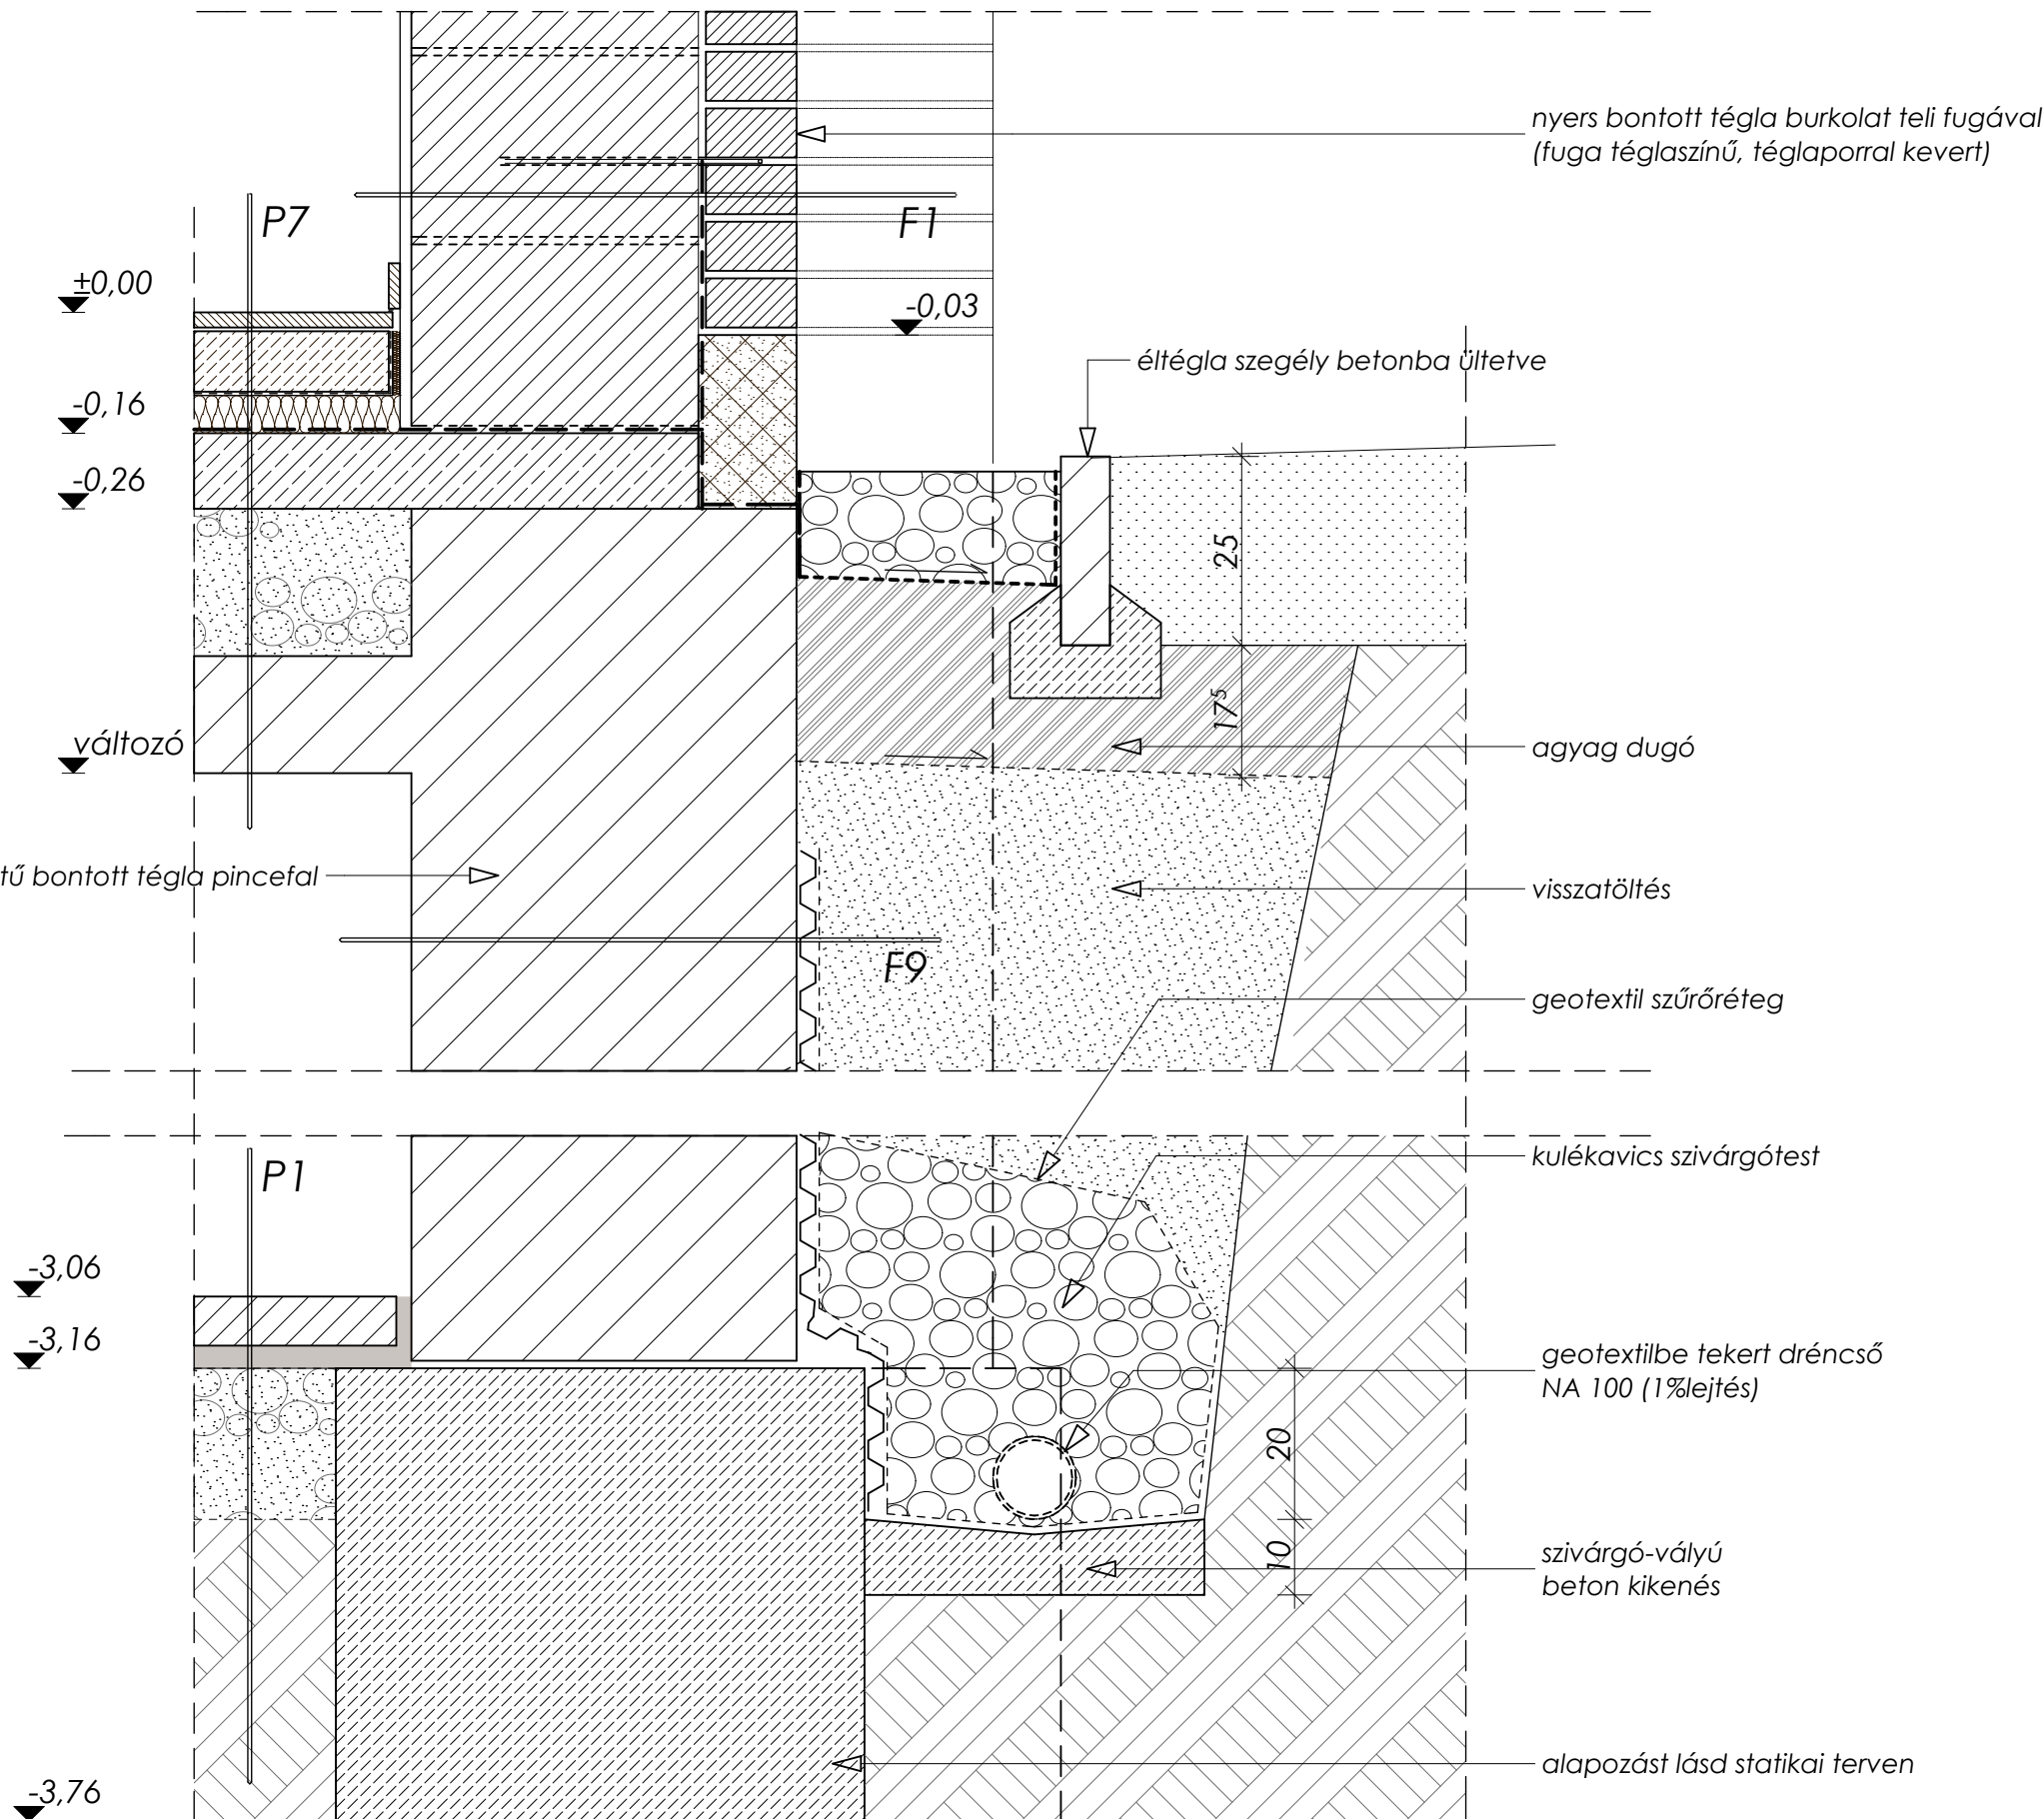 nyers bontott tégla burkolat teli fugával
(fuga téglaszínű, téglaporral kevert)
P7
F1
±0,00
-0,03
éltégla szegély betonba ültetve
-0,16
-0,26
25
17⁵
változó
agyag dugó
tű bontott tégla pincefal
visszatöltés
F9
geotextil szűrőréteg
P1
kulékavics szivárgótest
-3,06
-3,16
geotextilbe tekert dréncső
NA 100 (1%lejtés)
20
10
szivárgó-vályú
beton kikenés
alapozást lásd statikai terven
-3,76